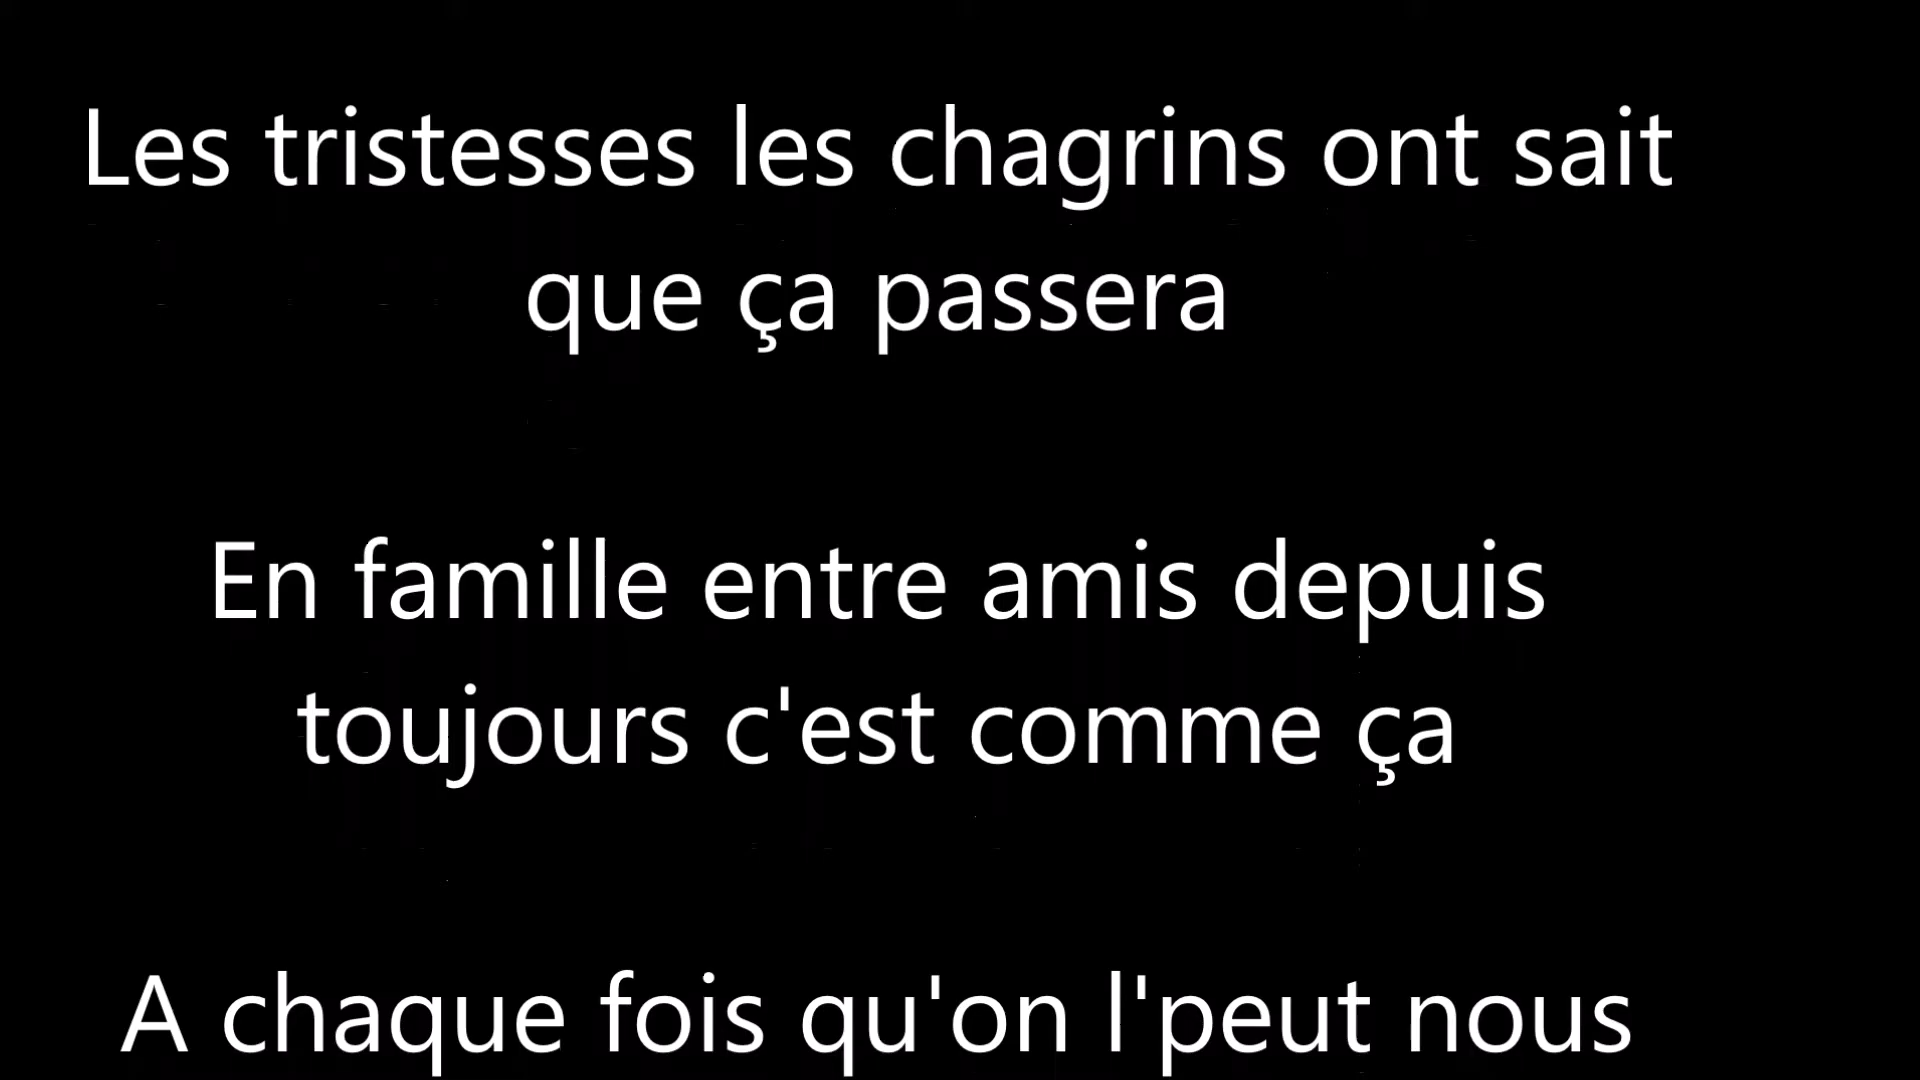 Les tristesses les chagrins ont sait
que ça passera
En famille entre amis depuis
toujours c'est comme ça
A chaque fois qu'on l'peut nous